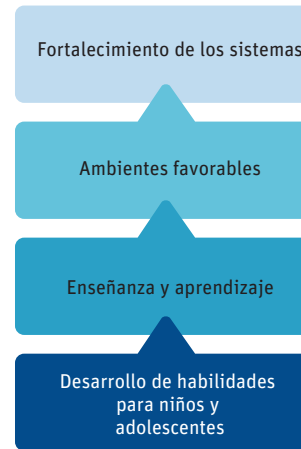 Fortalecimiento de los sistemas
Ambientes favorables
Enseñanza y aprendizaje
Desarrollo de habilidades
para niños y
adolescentes